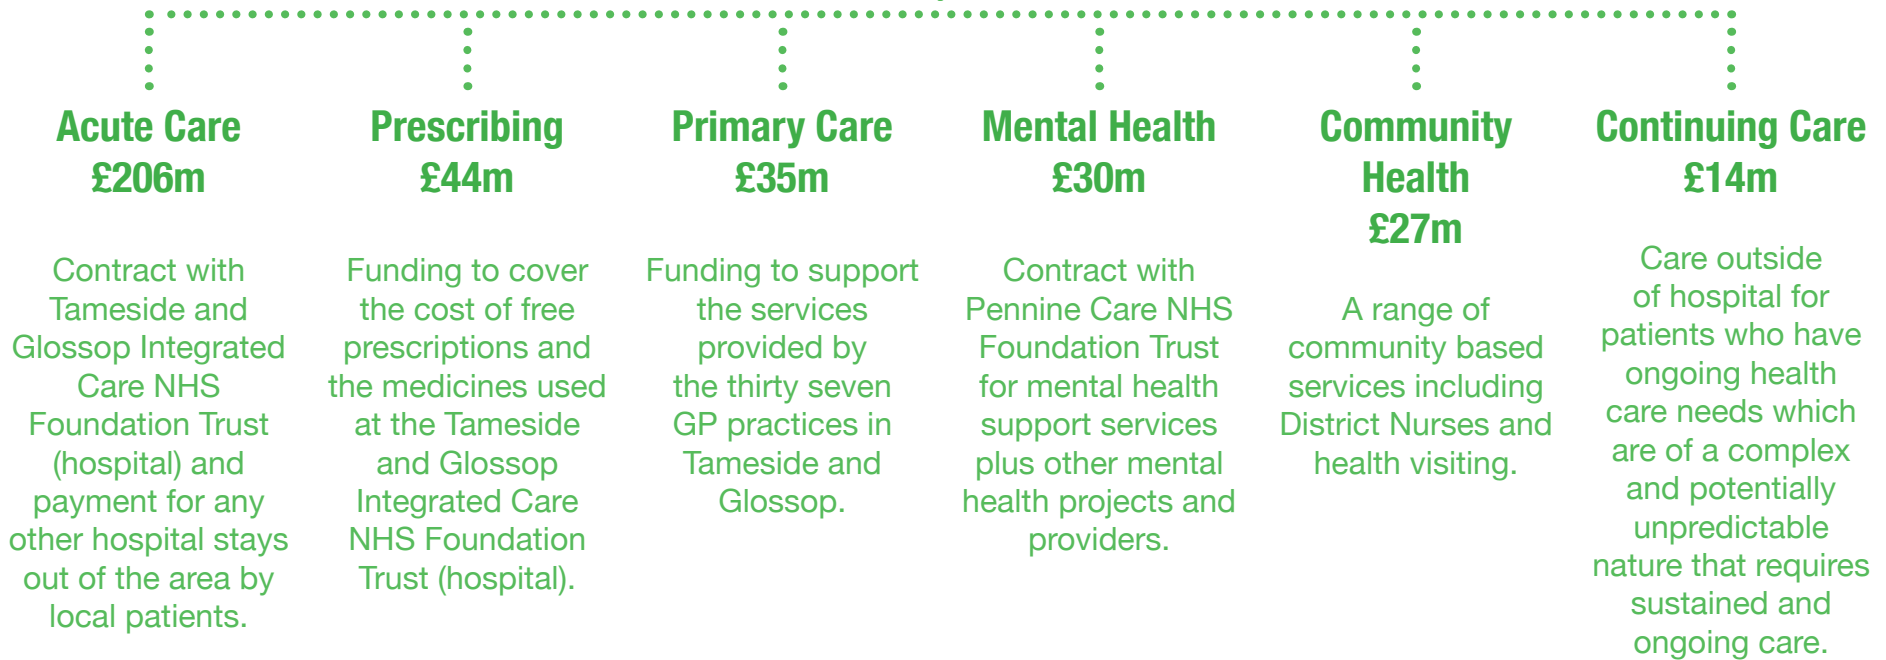 Acute Care
£206m
Contract with
Tameside and
Glossop Integrated
Care NHS
Foundation Trust
(hospital) and
payment for any
other hospital stays
out of the area by
local patients.
Prescribing
£44m
Funding to cover
the cost of free
prescriptions and
the medicines used
at the Tameside
and Glossop
Integrated Care
NHS Foundation
Trust (hospital).
Primary Care
£35m
Funding to support
the services
provided by
the thirty seven
GP practices in
Tameside and
Glossop.
Mental Health
£30m
Contract with
Pennine Care NHS
Foundation Trust
for mental health
support services
plus other mental
health projects and
providers.
Community
Health
£27m
A range of
community based
services including
District Nurses and
health visiting.
Continuing Care
£14m
Care outside
of hospital for
patients who have
ongoing health
care needs which
are of a complex
and potentially
unpredictable
nature that requires
sustained and
ongoing care.